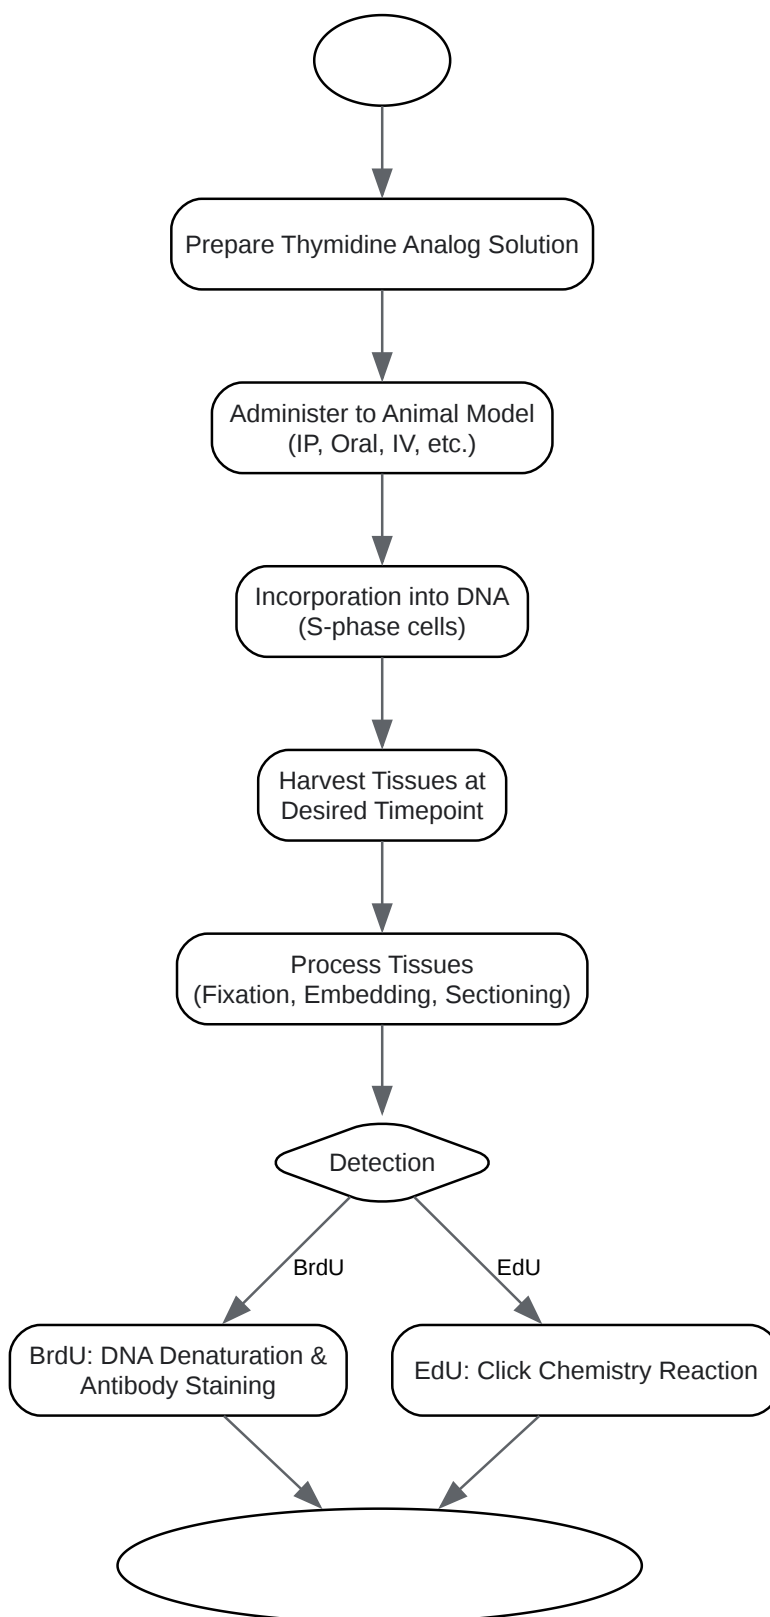 Prepare Thymidine Analog Solution
Administer to Animal Model
(IP, Oral, IV, etc.)
Incorporation into DNA
(S-phase cells)
Harvest Tissues at
Desired Timepoint
Process Tissues
(Fixation, Embedding, Sectioning)
Detection
BrdU
EdU
BrdU: DNA Denaturation &
Antibody Staining
EdU: Click Chemistry Reaction